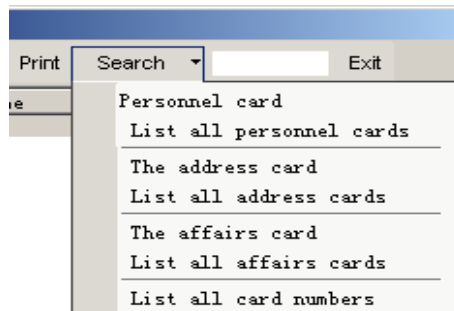 Print Search Exit
Personnel card
List all personnel cards
The address card
List all address cards
The affairs card
List all affairs cards
List all card numbers